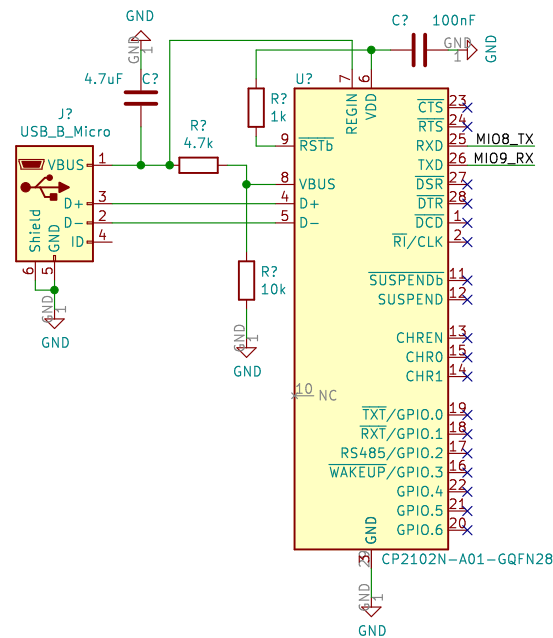 GND
GND
1
4.7uF
C?
J?
USB_B_Micro
VBUS
1
D+
3
D-
2
ID
4
Shield
GND
6
5
GND
1
GND
R?
4.7k
R?
10k
GND
1
GND
R?
1k
C?
100nF
GND
1
GND
U?
7
6
REGIN
VDD
9
RSTb
8
VBUS
4
D+
5
D-
10
NC
CTS
23
RTS
24
RXD
25
MIO8_TX
TXD
26
MIO9_RX
DSR
27
DTR
28
DCD
1
RI/CLK
2
SUSPENDb
11
SUSPEND
12
CHREN
13
CHR0
15
CHR1
14
TXT/GPIO.0
19
RXT/GPIO.1
18
RS485/GPIO.2
17
WAKEUP/GPIO.3
16
GPIO.4
22
GPIO.5
21
GPIO.6
20
GND
3
CP2102N-A01-GQFN28
GND
1
GND